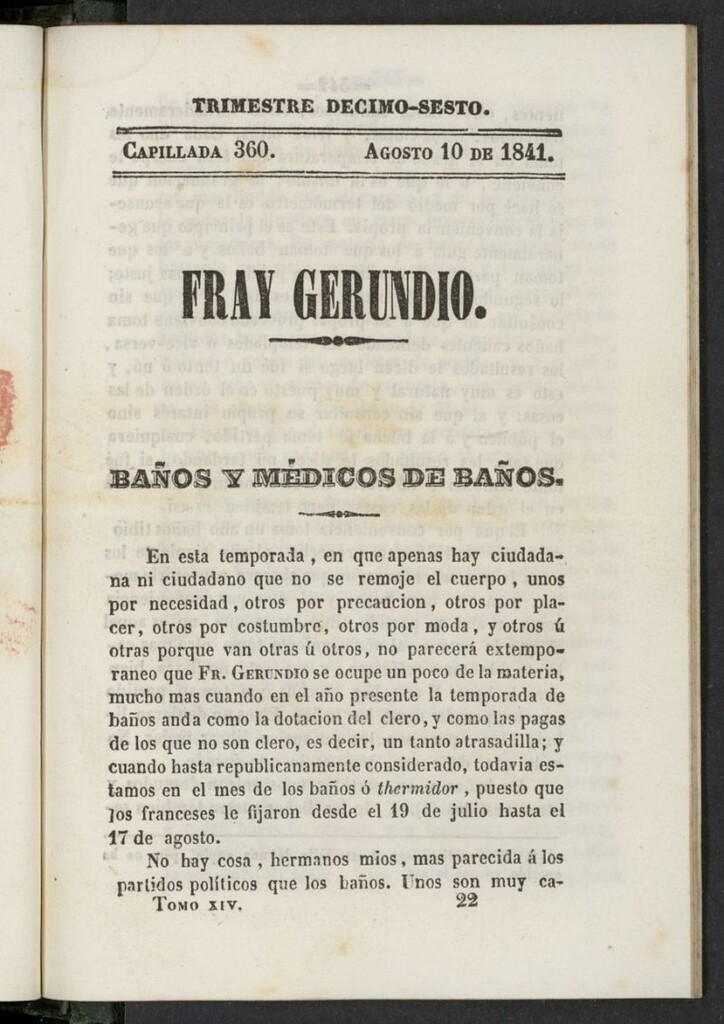 TRIMESTRE DECIMO-SESTO.
CAPILLADA 360. AGOSTO 10 DE 1841.
FRAY GERUNDIO.
BAÑOS Y MÉDICOS DE BAÑOS.
En esta temporada , en que apenas hay ciudada-
na ni ciudadano que no se remoje el cuerpo , unos
por necesidad , otros por precaucion , otros por pla-
cer, otros por costumbre, otros por moda , y otros ú
otras porque van otras ú otros, no parecerá extempo-
raneo que FR. GERUNDIO se ocupe un poco de la materia,
mucho mas cuando en el año presente la temporada de
baños anda como la dotacion del clero, y como las pagas
de los que no son clero, es decir, un tanto atrasadilla; y
cuando hasta republicanamente considerado, todavia es-
tamos en el mes de los baños ó thermidor , puesto que
los franceses le fijaron desde el 19 de julio hasta el
17 de agosto.
No hay cosa , hermanos mios , mas parecida á los
partidos políticos que los baños. Unos son muy ca-
TOMO XIV. 22